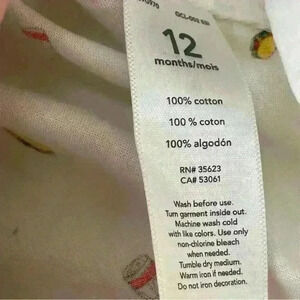 12
months/mois
100% cotton
100 % coton
100% algodón
RN# 35623
CA# 53061
Wash before use.
Turn garment inside out.
Machine wash cold
with like colors. Use only
non-chlorine bleach
when needed.
Tumble dry medium.
Warm iron if needed.
Do not iron decoration.